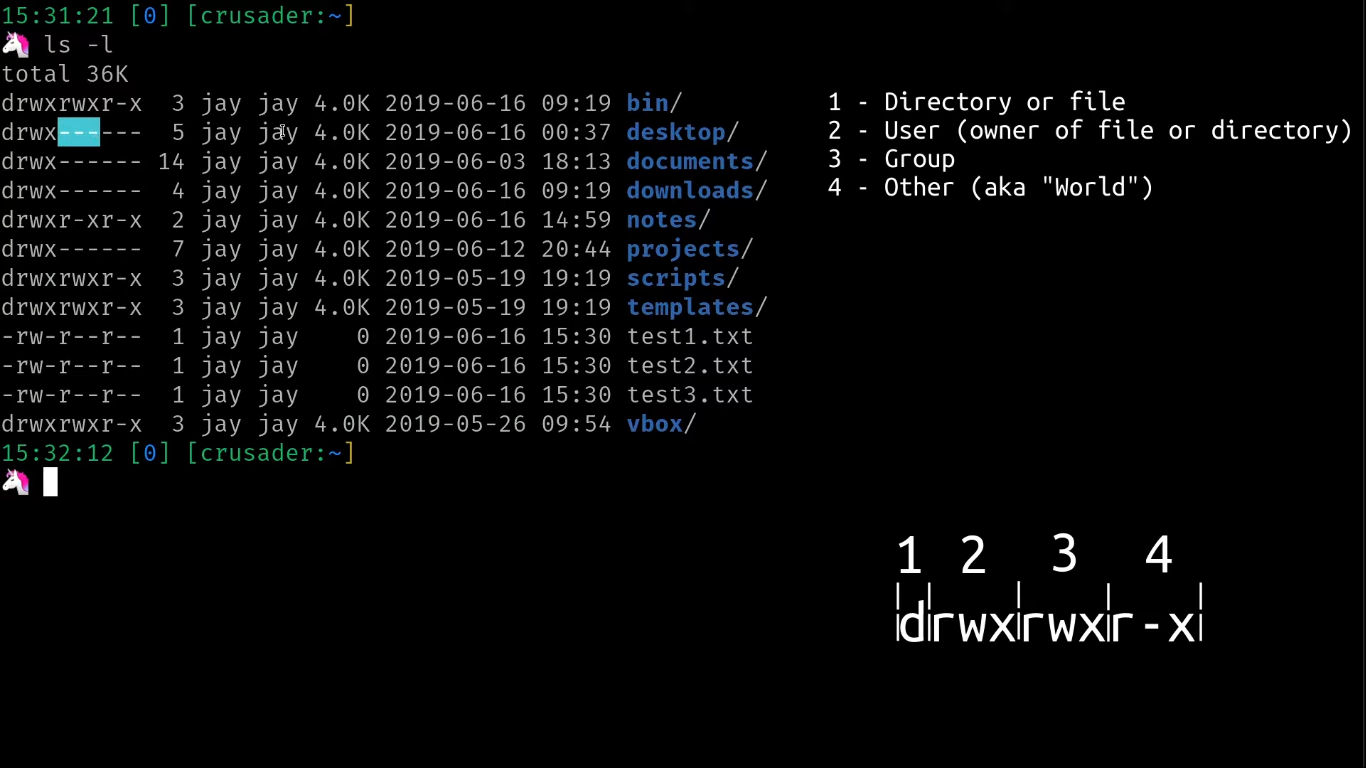 15:31:21 [0] [crusader:~]
ls -l
total 36K
drwxrwxr-x  3 jay jay 4.0K 2019-06-16 09:19 bin/
drwx------  5 jay jay 4.0K 2019-06-16 00:37 desktop/
drwx------ 14 jay jay 4.0K 2019-06-03 18:13 documents/
drwx------  4 jay jay 4.0K 2019-06-16 09:19 downloads/
drwxr-xr-x  2 jay jay 4.0K 2019-06-16 14:59 notes/
drwx------  7 jay jay 4.0K 2019-06-12 20:44 projects/
drwxrwxr-x  3 jay jay 4.0K 2019-05-19 19:19 scripts/
drwxrwxr-x  3 jay jay 4.0K 2019-05-19 19:19 templates/
-rw-r--r--  1 jay jay    0 2019-06-16 15:30 test1.txt
-rw-r--r--  1 jay jay    0 2019-06-16 15:30 test2.txt
-rw-r--r--  1 jay jay    0 2019-06-16 15:30 test3.txt
drwxrwxr-x  3 jay jay 4.0K 2019-05-26 09:54 vbox/
15:32:12 [0] [crusader:~]
1 - Directory or file
2 - User (owner of file or directory)
3 - Group
4 - Other (aka "World")
1 2 3 4
|d|rwx|rwx|r-x|